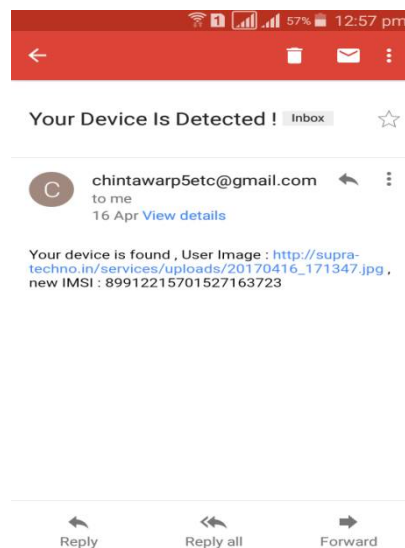 1 57% 12:57 pm
Your Device Is Detected ! Inbox
C chintawarp5etc@gmail.com
to me
16 Apr View details
Your device is found , User Image : http://supra-
techno.in/services/uploads/20170416_171347.jpg ,
new IMSI : 89912215701527163723
Reply Reply all Forward